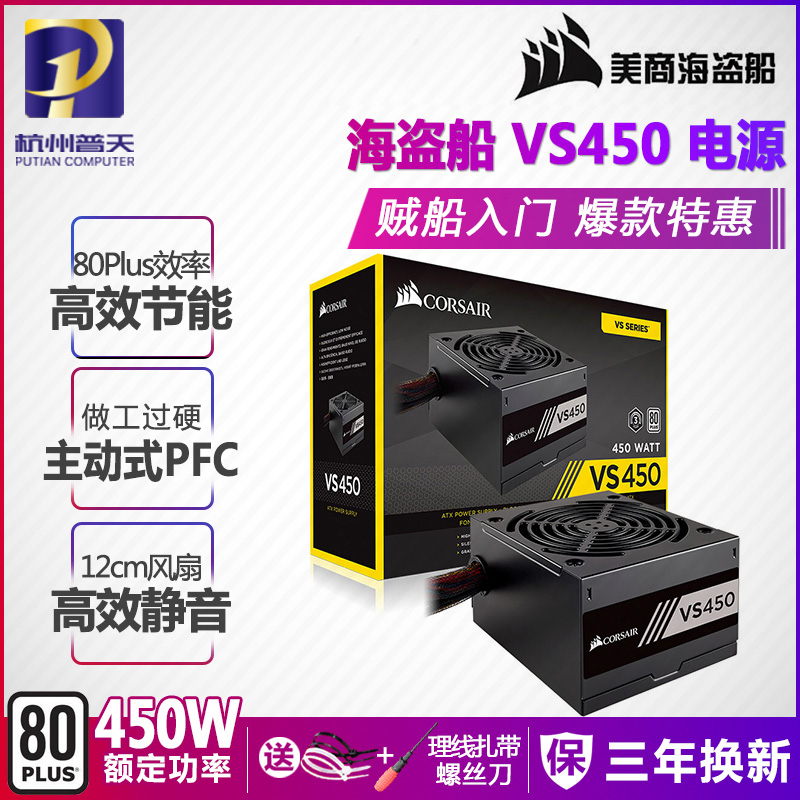 杭州普天
PUTIAN COMPUTER
美商海盗船
海盗船 VS450 电源
贼船入门 爆款特惠
80Plus效率
高效节能
做工过硬
主动式PFC
12cm风扇
高效静音
CORSAIR
VS450
CORSAIR
VS SERIES
CORSAIR
VS450
80
PLUS
450 WATT
VS450
ATX POWER SUPPLY
CORSAIR
VS450
80
PLUS
450W
额定功率
送
+
理线扎带
螺丝刀
保
三年换新